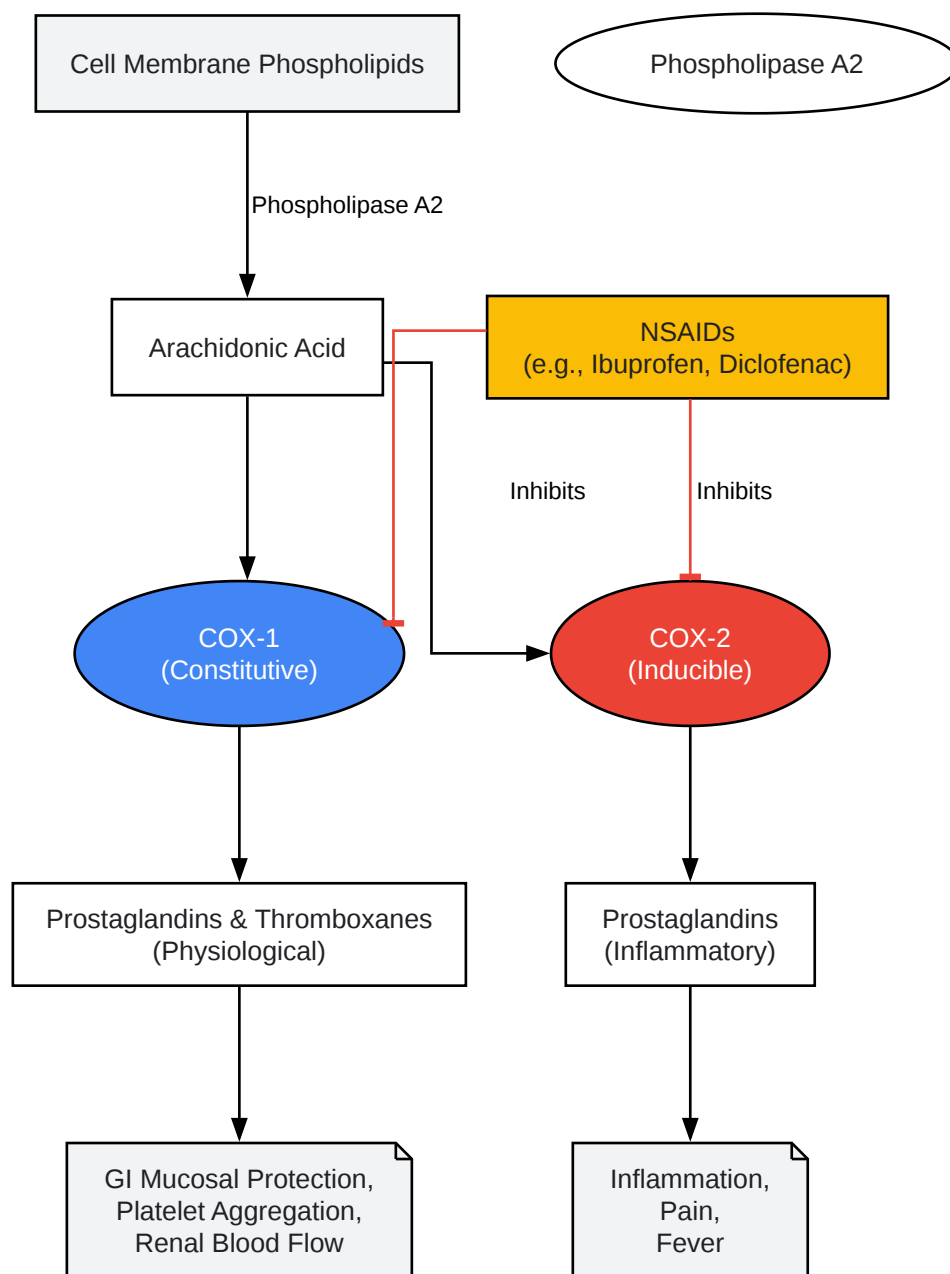 Cell Membrane Phospholipids
Phospholipase A2
Phospholipase A2
Arachidonic Acid
NSAIDs
(e.g., Ibuprofen, Diclofenac)
Inhibits
Inhibits
COX-1
(Constitutive)
COX-2
(Inducible)
Prostaglandins & Thromboxanes
(Physiological)
Prostaglandins
(Inflammatory)
GI Mucosal Protection,
Platelet Aggregation,
Renal Blood Flow
Inflammation,
Pain,
Fever